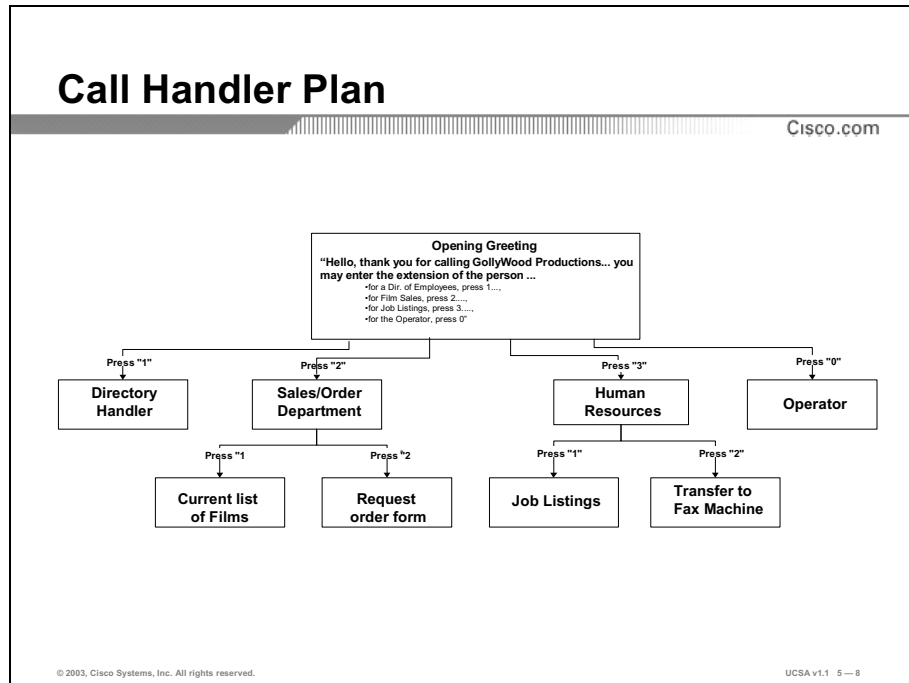 Call Handler Plan
Cisco.com
Opening Greeting
“Hello, thank you for calling GollyWood Productions... you
may enter the extension of the person ...
•for a Dir. of Employees, press 1...,
•for Film Sales, press 2....,
•for Job Listings, press 3....,
•for the Operator, press 0”
Press "1"
Press "2"
Press "3"
Press "0"
Directory
Handler
Sales/Order
Department
Human
Resources
Operator
Press "1
Press "2
Press "1"
Press "2"
Current list
of Films
Request
order form
Job Listings
Transfer to
Fax Machine
© 2003, Cisco Systems, Inc. All rights reserved.
UCSA v1.1 5 — 8